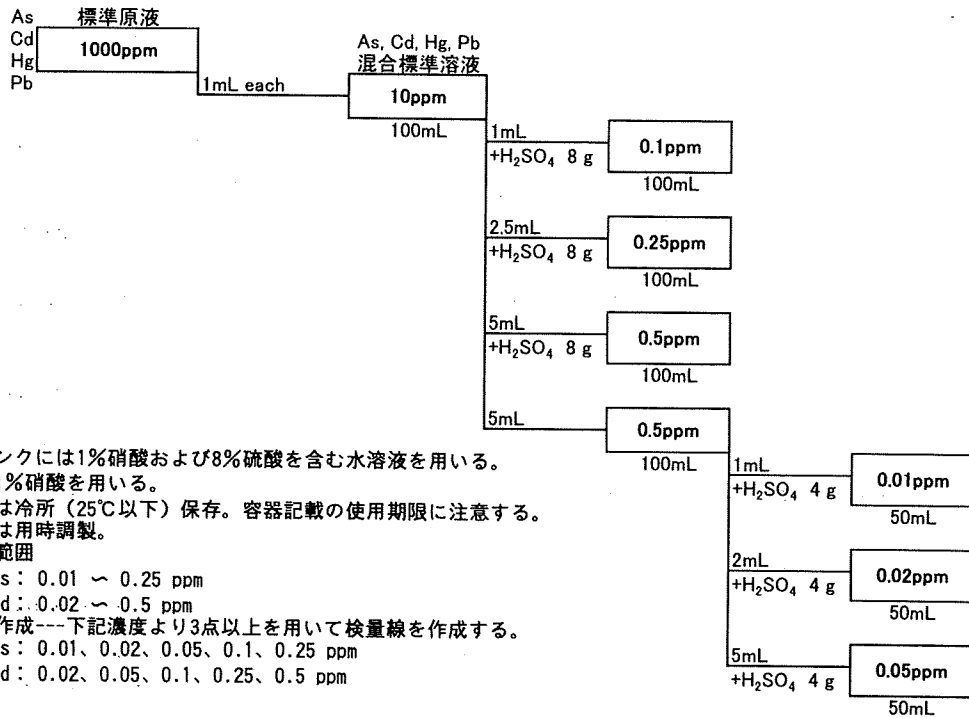 As
Cd
Hg
Pb
標準原液
1000ppm
1mL each
As, Cd, Hg, Pb
混合標準溶液
10ppm
100mL
1mL
+H₂SO₄ 8 g
0.1ppm
100mL
2.5mL
+H₂SO₄ 8 g
0.25ppm
100mL
5mL
+H₂SO₄ 8 g
0.5ppm
100mL
5mL
0.5ppm
100mL
1mL
+H₂SO₄ 4 g
0.01ppm
50mL
2mL
+H₂SO₄ 4 g
0.02ppm
50mL
5mL
+H₂SO₄ 4 g
0.05ppm
50mL
ンクには1%硝酸および8%硫酸を含む水溶液を用いる。
%硝酸を用いる。
は冷所（25℃以下）保存。容器記載の使用期限に注意する。
は用時調製。
範囲
s： 0.01 ～ 0.25 ppm
d： 0.02 ～ 0.5 ppm
作成---下記濃度より3点以上を用いて検量線を作成する。
s： 0.01、0.02、0.05、0.1、0.25 ppm
d： 0.02、0.05、0.1、0.25、0.5 ppm